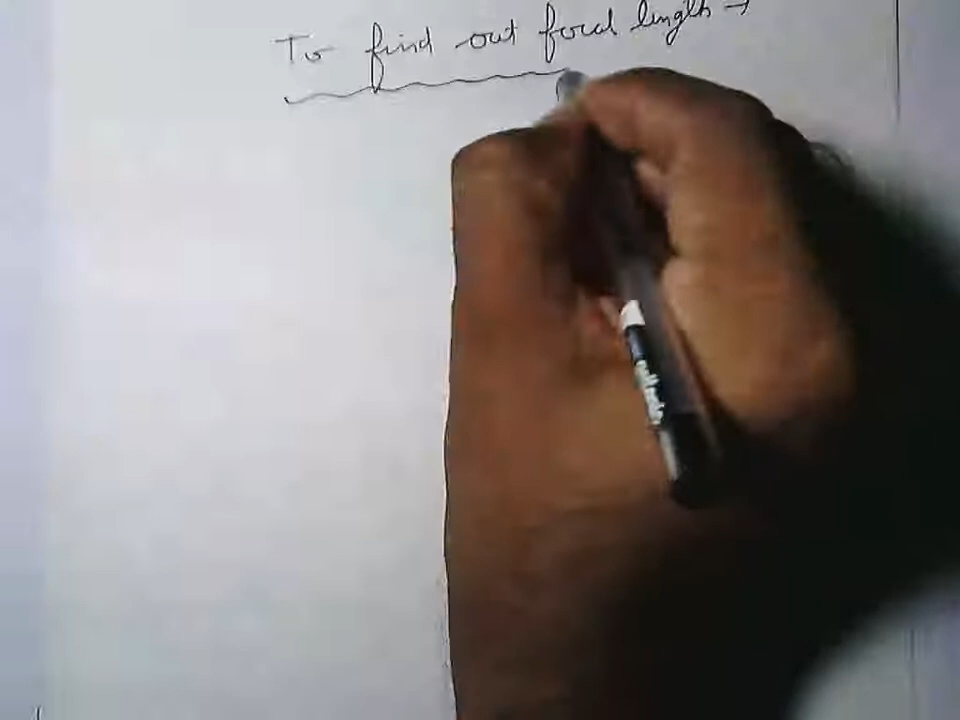 To find out focal length →